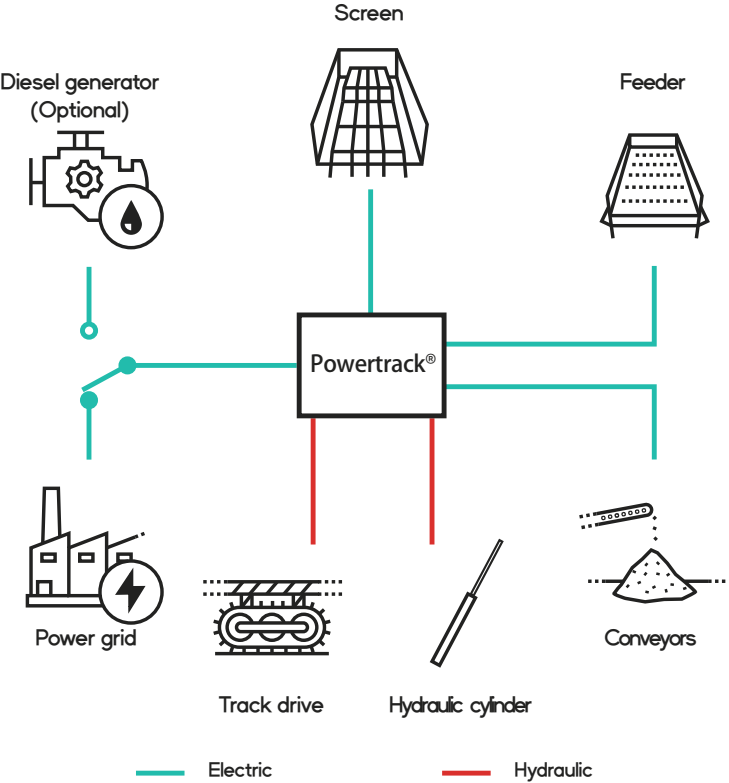 Screen
Diesel generator
(Optional)
Feeder
Powertrack®
Power grid
Conveyors
Track drive
Hydraulic cylinder
Electric
Hydraulic